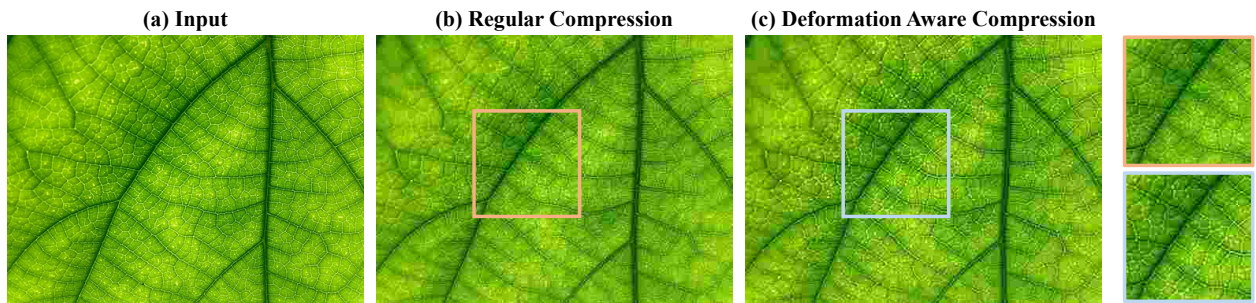 (a) Input
(b) Regular Compression
(c) Deformation Aware Compression